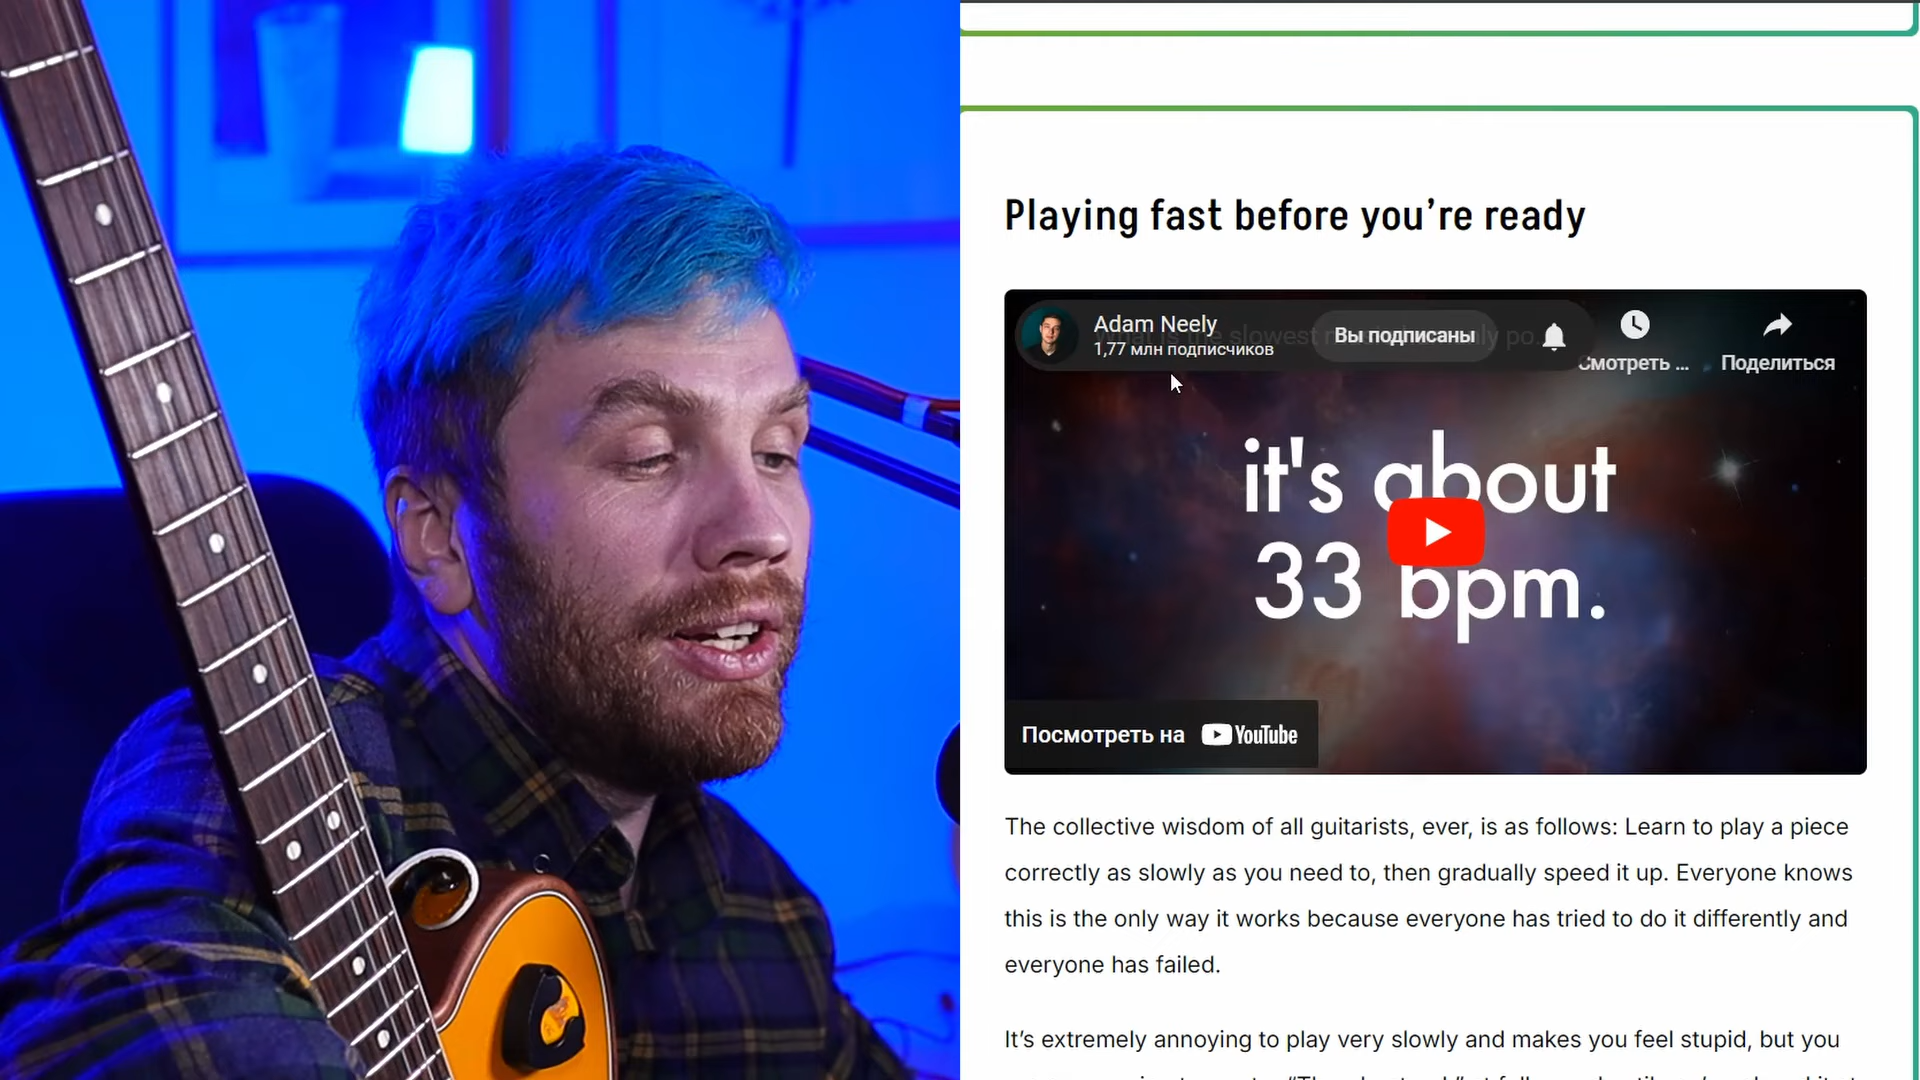 Playing fast before you're ready
Adam Neely
1,77 млн подписчиков
Вы подписаны
Смотреть ...
Поделиться
it's about
33 bpm.
Посмотреть на YouTube
The collective wisdom of all guitarists, ever, is as follows: Learn to play a piece
correctly as slowly as you need to, then gradually speed it up. Everyone knows
this is the only way it works because everyone has tried to do it differently and
everyone has failed.
It's extremely annoying to play very slowly and makes you feel stupid, but you